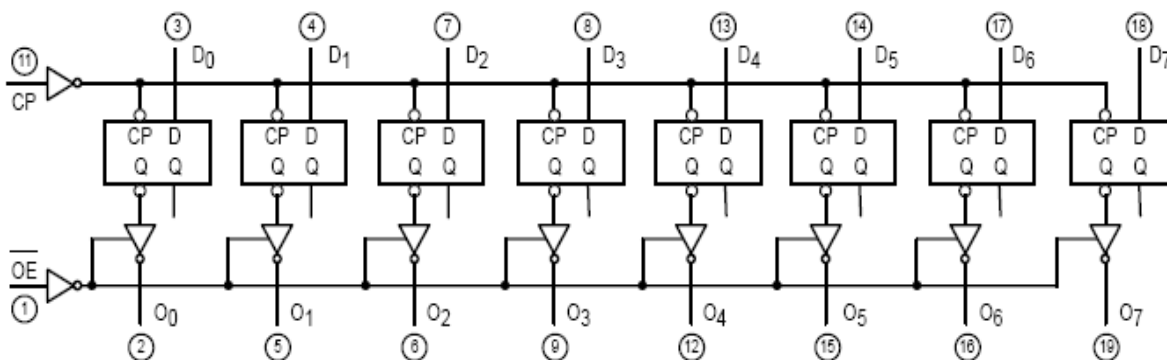 3 4 7 8 13 14 17 18
11 D0 D1 D2 D3 D4 D5 D6 D7
CP
CP D CP D CP D CP D CP D CP D CP D CP D
Q Q Q Q Q Q Q Q Q Q Q Q Q Q Q Q
OE
1 O0 O1 O2 O3 O4 O5 O6 O7
2 5 6 9 12 15 16 19